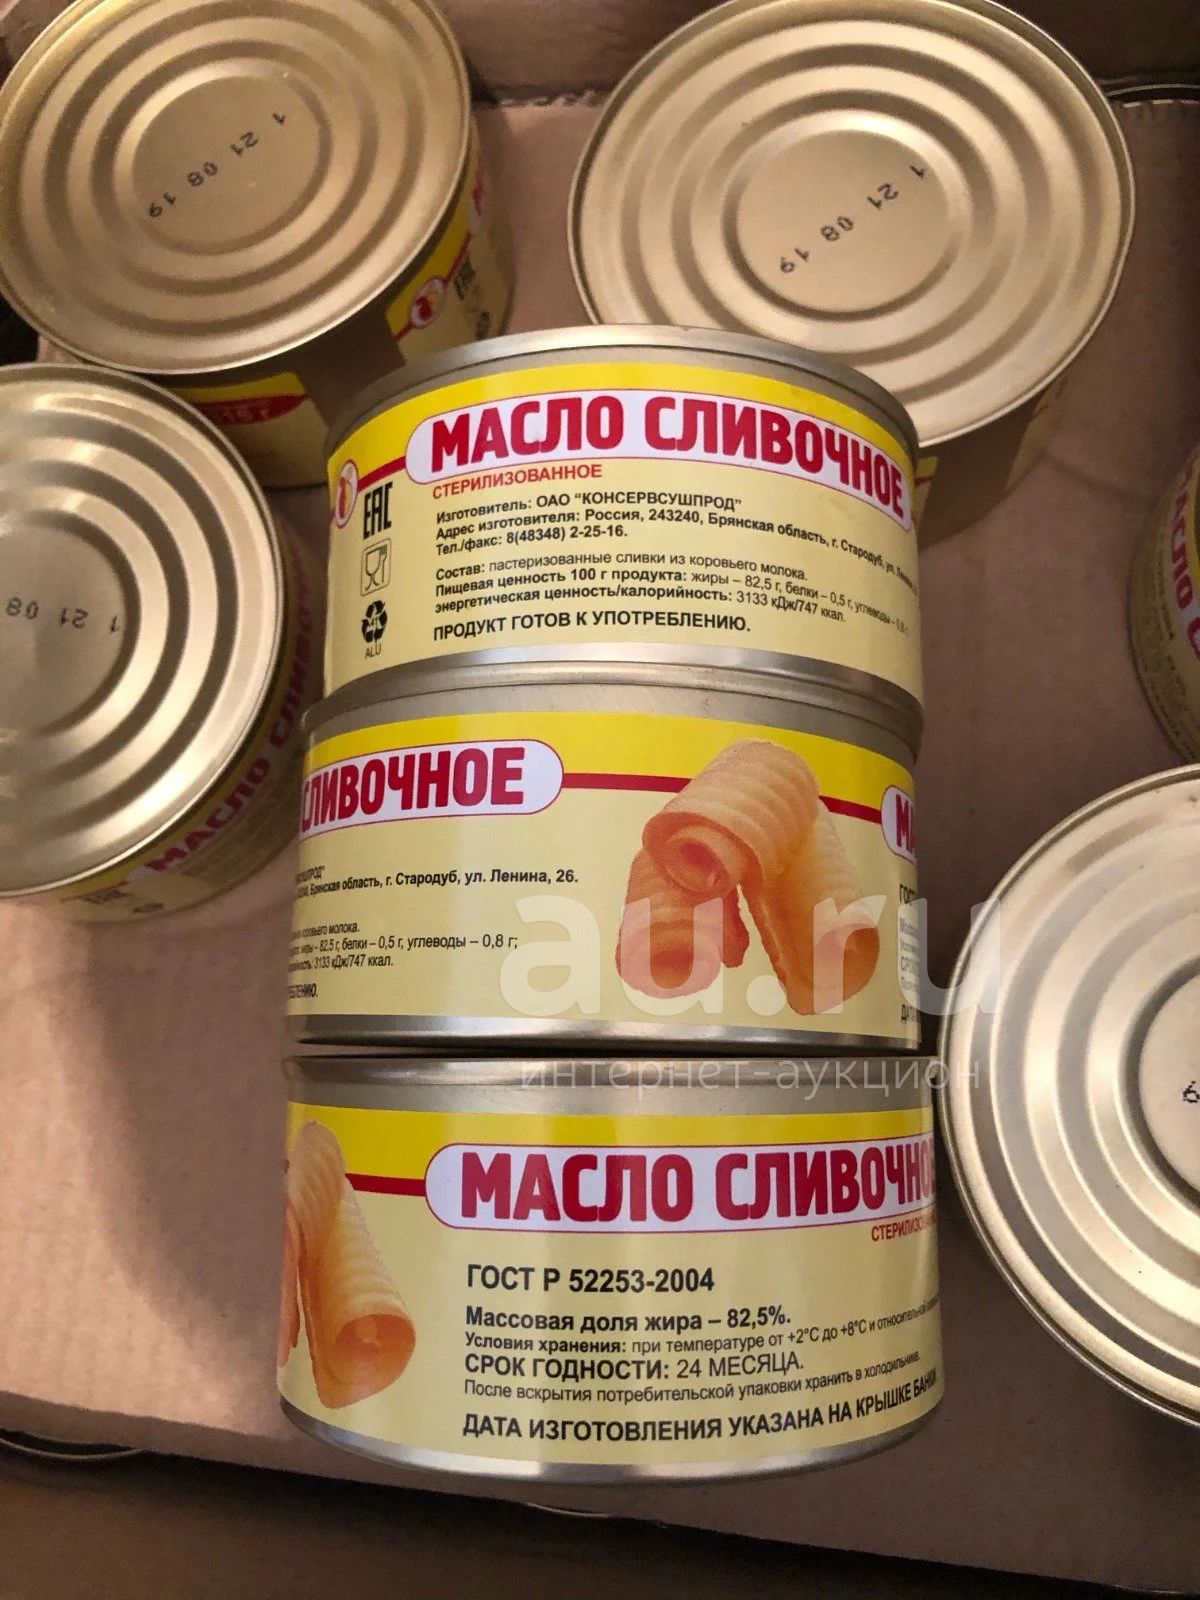 1 21 08 19
1 21 08 19
1 21 08
МАСЛО
МАСЛО СЛИВОЧНОЕ
СТЕРИЛИЗОВАННОЕ
EAC
Изготовитель: ОАО "КОНСЕРВСУШПРОД"
Адрес изготовителя: Россия, 243240, Брянская область, г. Стародуб, ул.
Тел./факс: 8(48348) 2-25-16.
Состав: пастеризованные сливки из коровьего молока.
Пищевая ценность 100 г продукта: жиры – 82,5 г, белки – 0,5 г, углеводы – 0,8 г
энергетическая ценность/калорийность: 3133 кДж/747 ккал.
ПРОДУКТ ГОТОВ К УПОТРЕБЛЕНИЮ.
41
ALU
СЛИВОЧНОЕ
Брянская область, г. Стародуб, ул. Ленина, 26.
коровьего молока.
жиры – 82,5 г, белки – 0,5 г, углеводы – 0,8 г;
3133 кДж/747 ккал.
au.ru
интернет-аукцион
МАСЛО СЛИВОЧНО
ГОСТ Р 52253-2004
Массовая доля жира – 82,5%.
Условия хранения: при температуре от +2°С до +8°С и относительной
СРОК ГОДНОСТИ: 24 МЕСЯЦА.
После вскрытия потребительской упаковки хранить в холодильнике.
ДАТА ИЗГОТОВЛЕНИЯ УКАЗАНА НА КРЫШКЕ БАНКИ